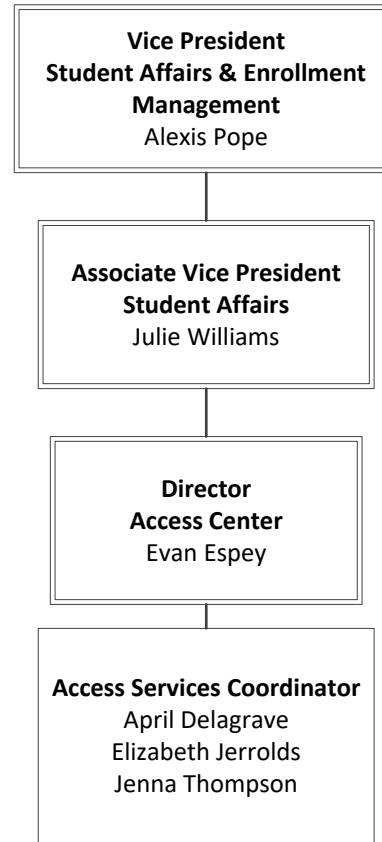 Vice President
Student Affairs & Enrollment
Management
Alexis Pope
Associate Vice President
Student Affairs
Julie Williams
Director
Access Center
Evan Espey
Access Services Coordinator
April Delagrave
Elizabeth Jerrolds
Jenna Thompson